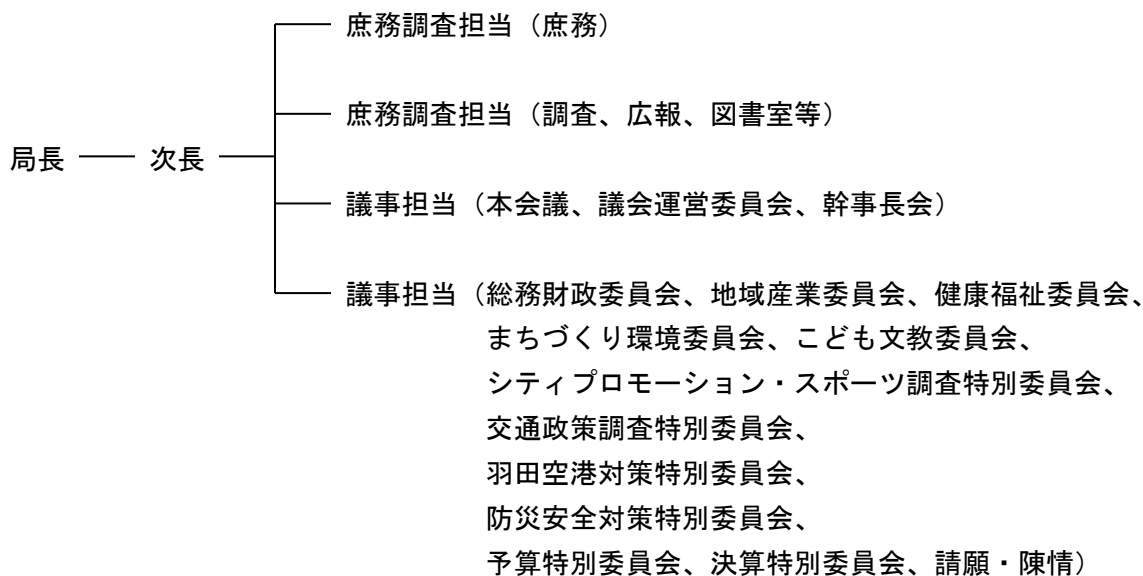 庶務調査担当（庶務）
庶務調査担当（調査、広報、図書室等）
局長 次長
議事担当（本会議、議会運営委員会、幹事長会）
議事担当（総務財政委員会、地域産業委員会、健康福祉委員会、
まちづくり環境委員会、こども文教委員会、
シティプロモーション・スポーツ調査特別委員会、
交通政策調査特別委員会、
羽田空港対策特別委員会、
防災安全対策特別委員会、
予算特別委員会、決算特別委員会、請願・陳情）